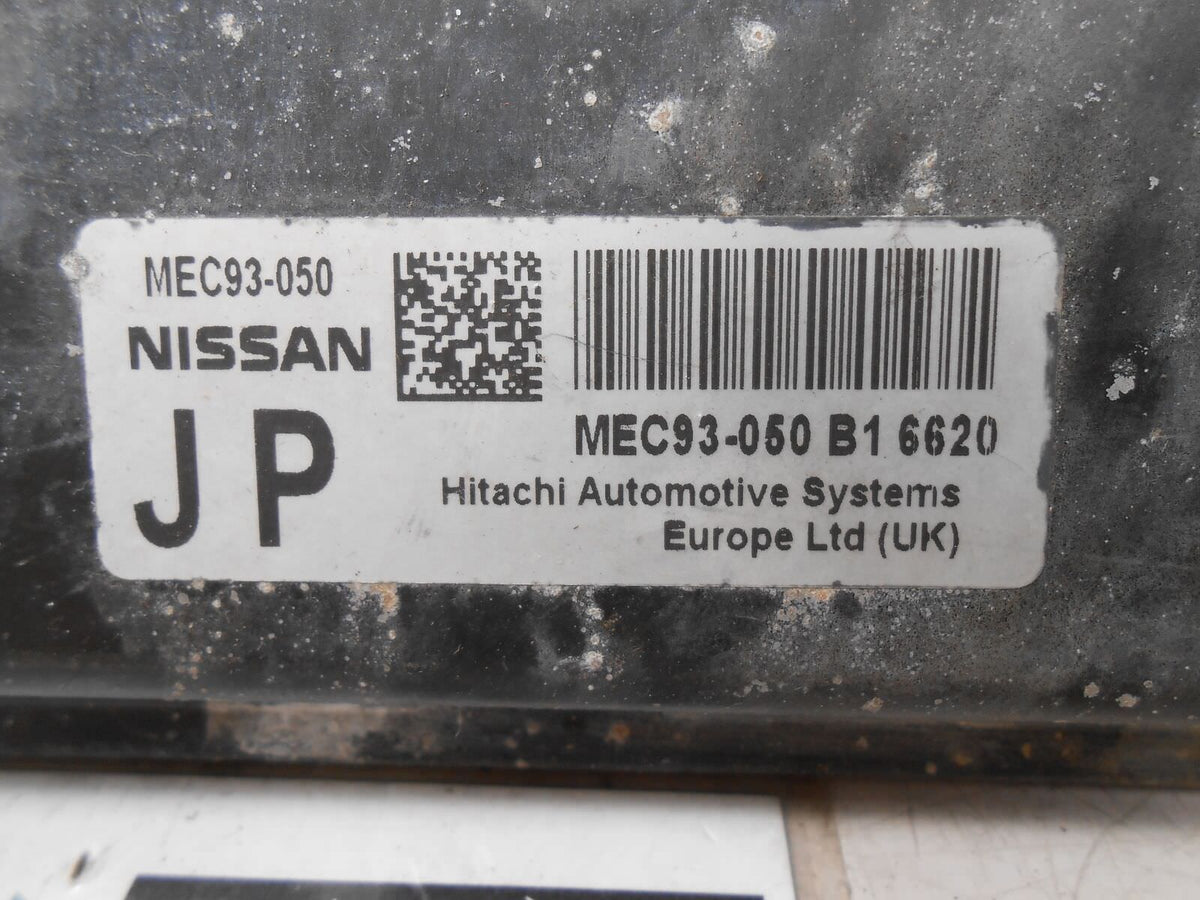 MEC93-050
NISSAN
JP
MEC93-050 B1 6620
Hitachi Automotive Systems
Europe Ltd (UK)